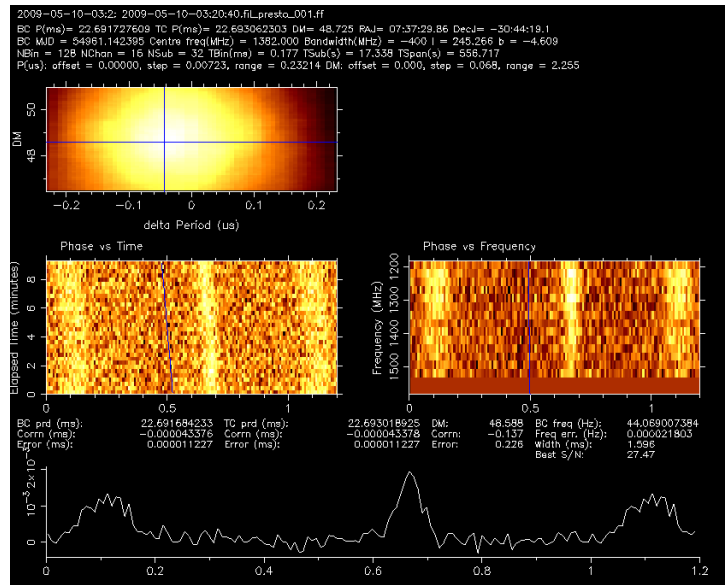 2009-05-10-03:2: 2009-05-10-03:20:40.fil_presto_001.ff
BC P(ms)= 22.691727609 TC P(ms)= 22.693062303 DM= 48.725 RAJ= 07:37:29.86 DecJ= -30:44:19.1
BC MJD = 54961.142395 Centre freq(MHz) = 1382.000 Bandwidth(MHz) = -400 l = 245.266 b = -4.609
NBin = 128 NChan = 16 NSub = 32 TBin(ms) = 0.177 TSub(s) = 17.338 TSpan(s) = 556.717
P(us): offset = 0.00000, step = 0.00723, range = 0.23214 DM: offset = 0.000, step = 0.068, range = 2.255
50
48
DM
-0.2 -0.1 0 0.1 0.2
delta Period (us)
Phase vs Time
Phase vs Frequency
8
6
4
2
0
Elapsed Time (minutes)
0 0.5 1
1200
1300
1400
1500
Frequency (MHz)
0 0.5 1
BC prd (ms): 22.691684233 TC prd (ms): 22.693018925 DM: 48.588 BC freq (Hz): 44.069007384
Corrn (ms): -0.000043376 Corrn (ms): -0.000043378 Corrn: -0.137 Freq err. (Hz): 0.000021803
Error (ms): 0.000011227 Error (ms): 0.000011227 Error: 0.226 Width (ms): 1.596
Best S/N: 27.47
2×10⁻³
10⁻³
0
0 0.2 0.4 0.6 0.8 1 1.2